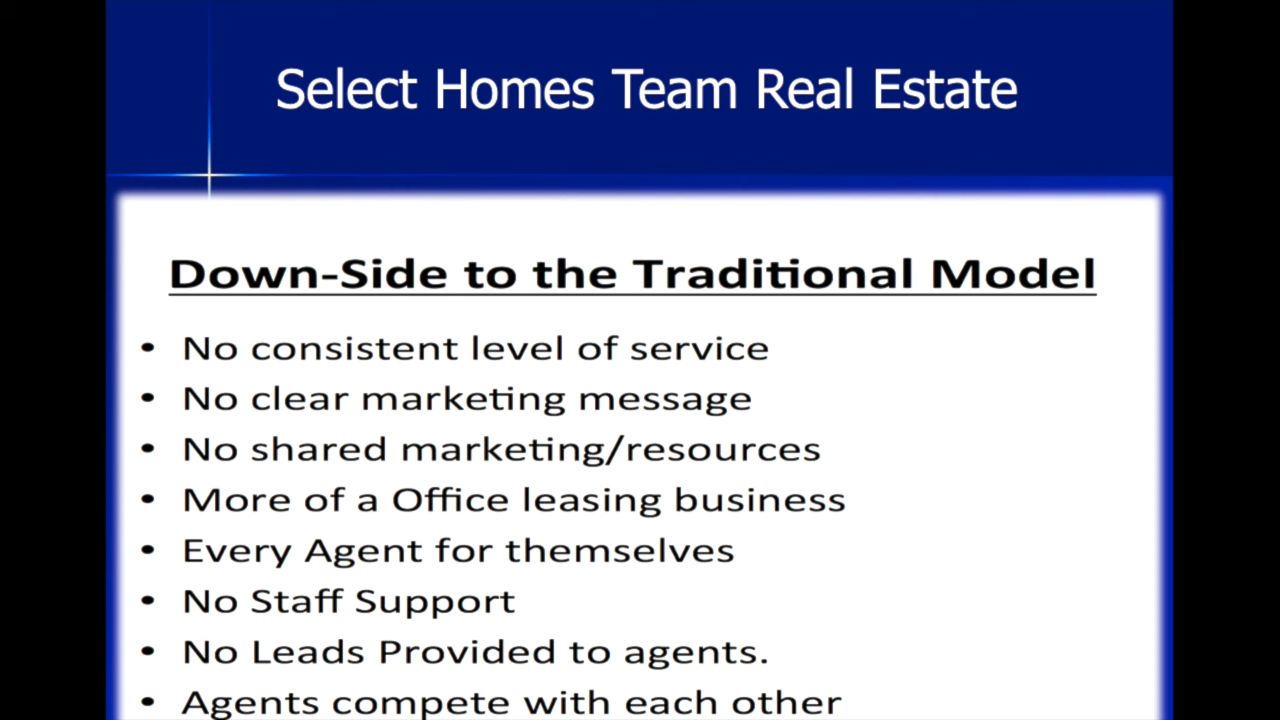 Select Homes Team Real Estate
Down-Side to the Traditional Model
• No consistent level of service
• No clear marketing message
• No shared marketing/resources
• More of a Office leasing business
• Every Agent for themselves
• No Staff Support
• No Leads Provided to agents.
• Agents compete with each other